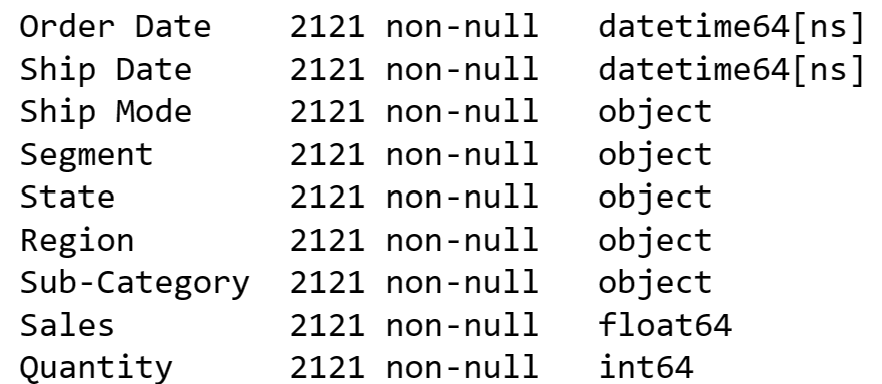 Order Date 2121 non-null datetime64[ns]
Ship Date 2121 non-null datetime64[ns]
Ship Mode 2121 non-null object
Segment 2121 non-null object
State 2121 non-null object
Region 2121 non-null object
Sub-Category 2121 non-null object
Sales 2121 non-null float64
Quantity 2121 non-null int64